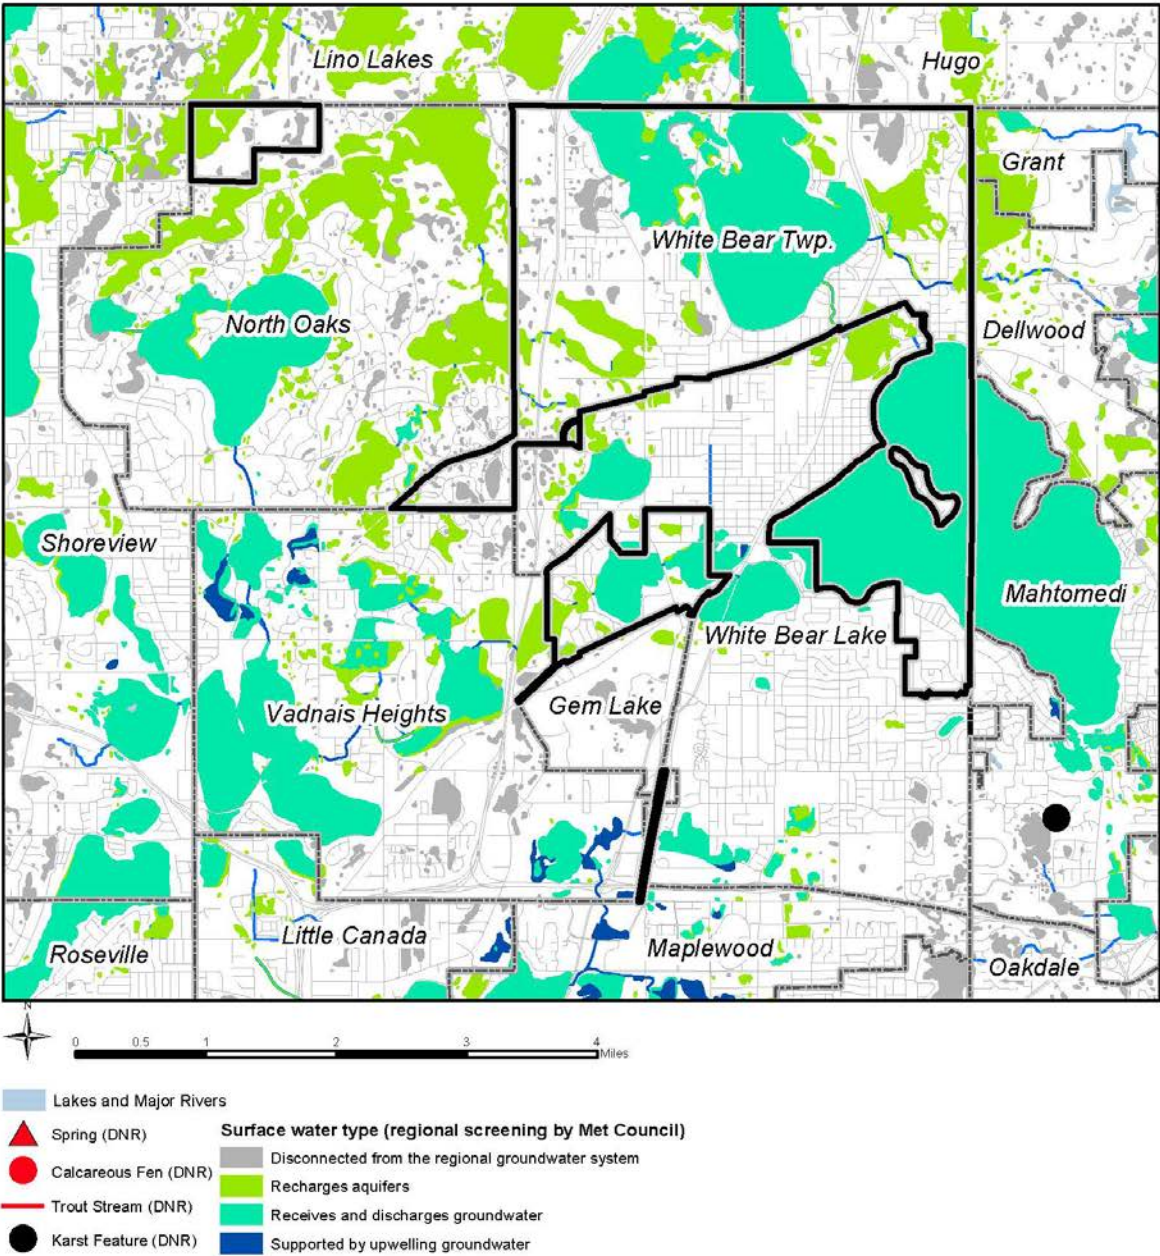 Lino Lakes
Hugo
Grant
White Bear Twp.
North Oaks
Dellwood
Shoreview
Mahtomedi
White Bear Lake
Vadnais Heights
Gem Lake
Little Canada
Maplewood
Roseville
Oakdale
N
0 0.5 1 2 3 4
Miles
Lakes and Major Rivers
Spring (DNR)
Calcareous Fen (DNR)
Trout Stream (DNR)
Karst Feature (DNR)
Surface water type (regional screening by Met Council)
Disconnected from the regional groundwater system
Recharges aquifers
Receives and discharges groundwater
Supported by upwelling groundwater